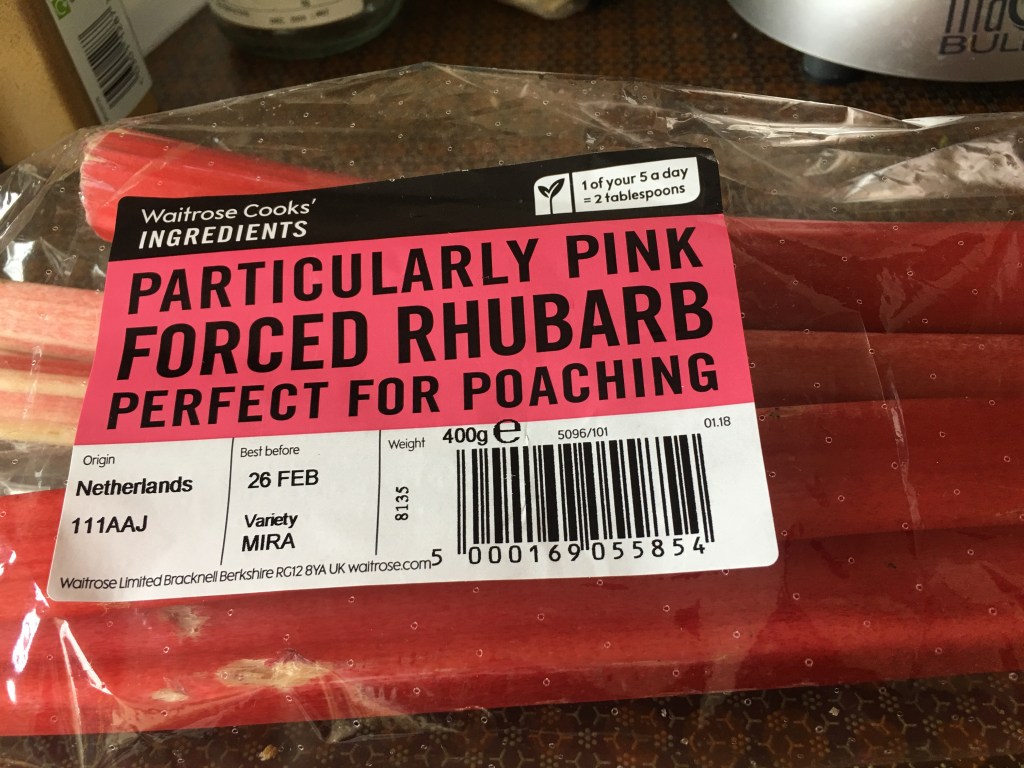 BUL
Waitrose Cooks'
INGREDIENTS
1 of your 5 a day
= 2 tablespoons
PARTICULARLY PINK
FORCED RHUBARB
PERFECT FOR POACHING
Origin
Netherlands
111AAJ
Best before
26 FEB
Variety
MIRA
Weight 400g e
8135
5096/101
01.18
5 000169 055854
Waitrose Limited Bracknell Berkshire RG12 8YA UK waitrose.com